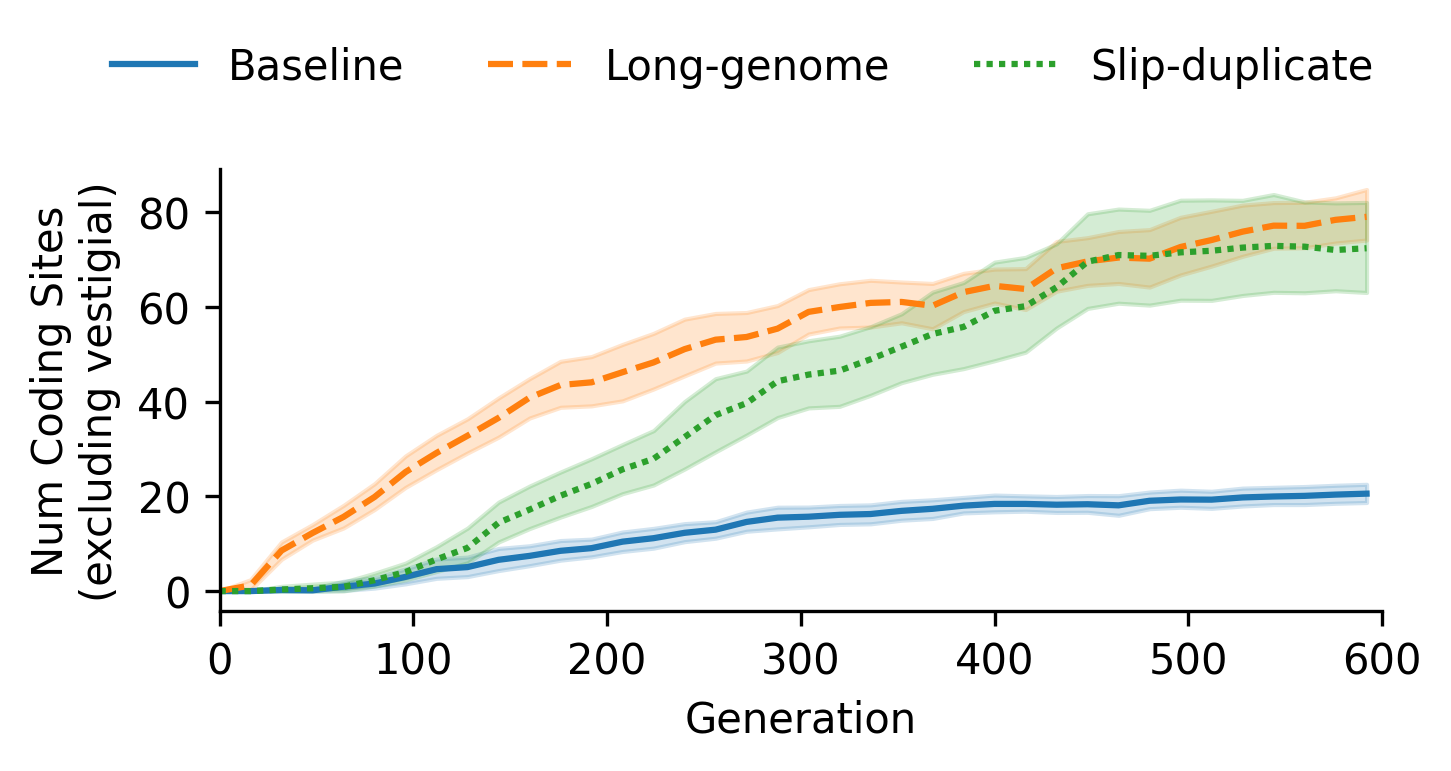 Baseline Long-genome Slip-duplicate
Num Coding Sites
(excluding vestigial)
80
60
40
20
0
0 100 200 300 400 500 600
Generation